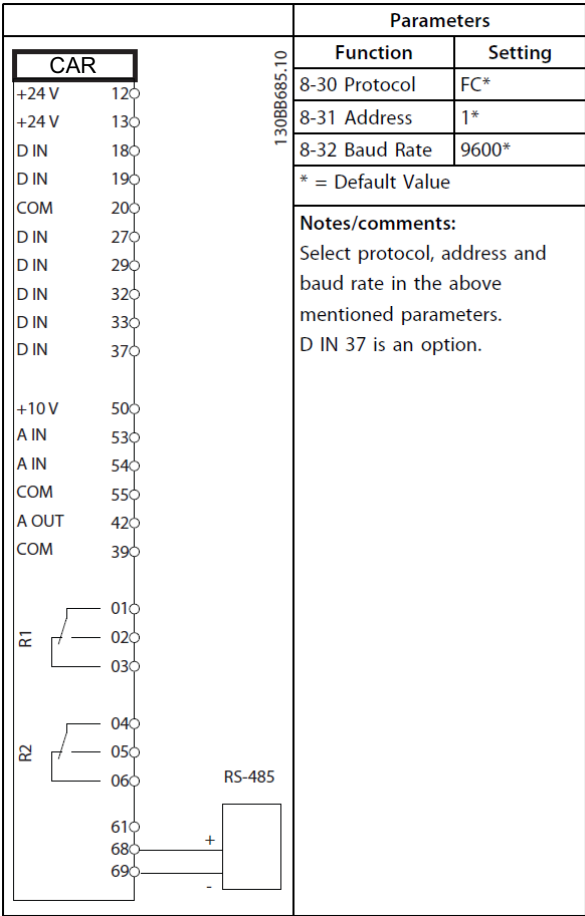 CAR
130BB685.10
+24 V 12
+24 V 13
D IN 18
D IN 19
COM 20
D IN 27
D IN 29
D IN 32
D IN 33
D IN 37
+10 V 50
A IN 53
A IN 54
COM 55
A OUT 42
COM 39
R1
01
02
03
R2
04
05
06
RS-485
61
68 +
69 -
Parameters
Function Setting
8-30 Protocol FC*
8-31 Address 1*
8-32 Baud Rate 9600*
* = Default Value
Notes/comments:
Select protocol, address and
baud rate in the above
mentioned parameters.
D IN 37 is an option.